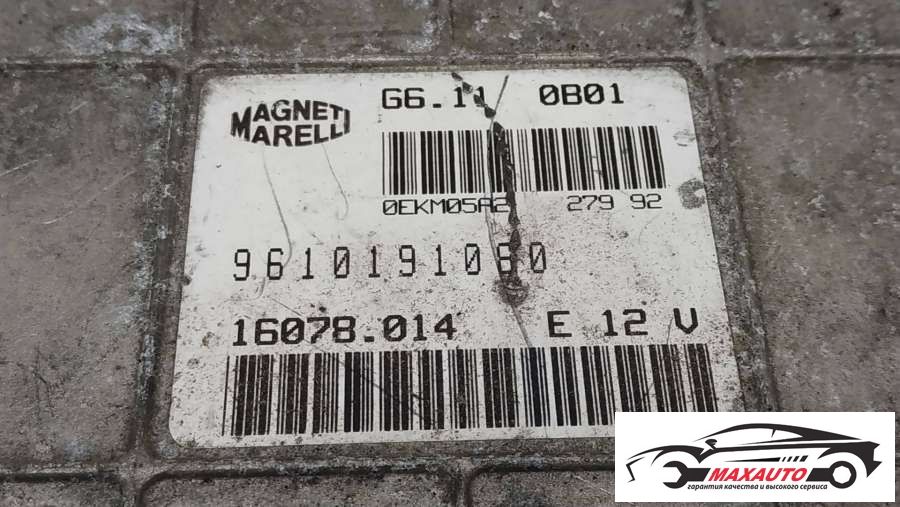 MAGNETI
MARELLI
G6.11 0B01
0EKM05A2 279 92
9610191080
16078.014 E 12 V
MAXAUTO
гарантия качества и высокого сервиса